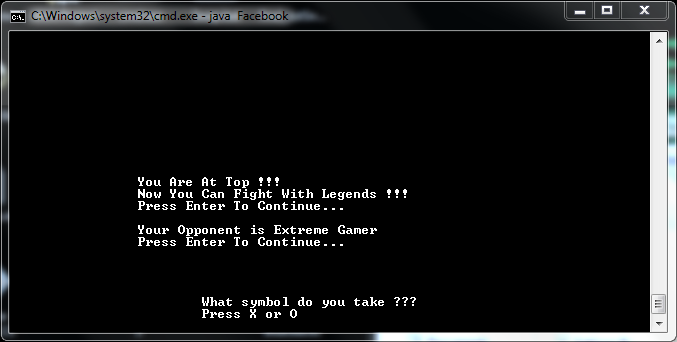 C:\Windows\system32\cmd.exe - java  Facebook
You Are At Top !!!
Now You Can Fight With Legends !!!
Press Enter To Continue...
Your Opponent is Extreme Gamer
Press Enter To Continue...
What symbol do you take ???
Press X or O